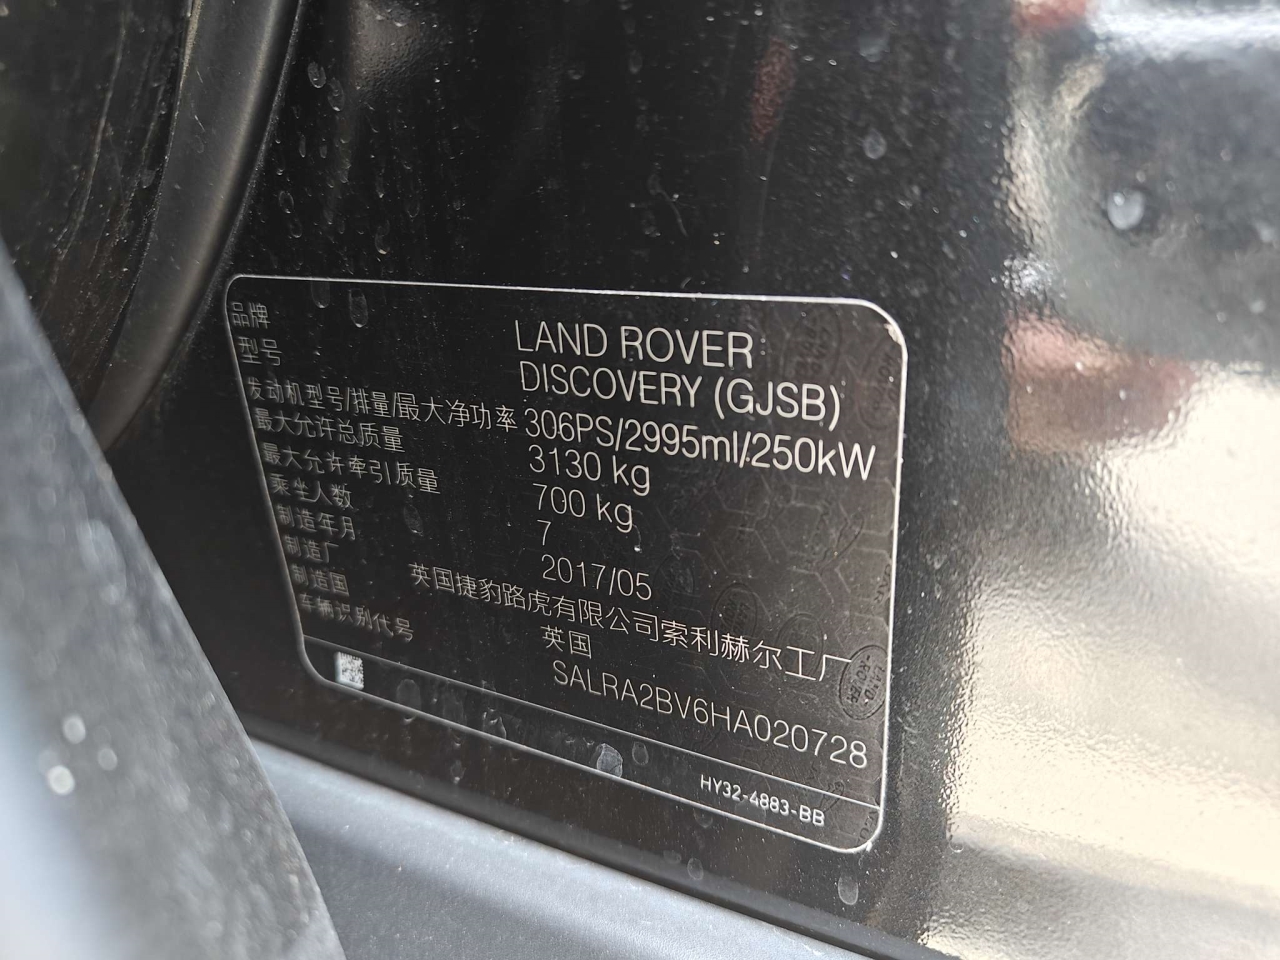 品牌 LAND ROVER
型号 DISCOVERY (GJSB)
发动机型号/排量/最大净功率 306PS/2995ml/250kW
最大允许总质量 3130 kg
最大允许牵引质量 700 kg
乘坐人数 7
制造年月 2017/05
制造厂 英国捷豹路虎有限公司索利赫尔工厂
制造国 英国
车辆识别代号 SALRA2BV6HA020728
HY32-4883-BB